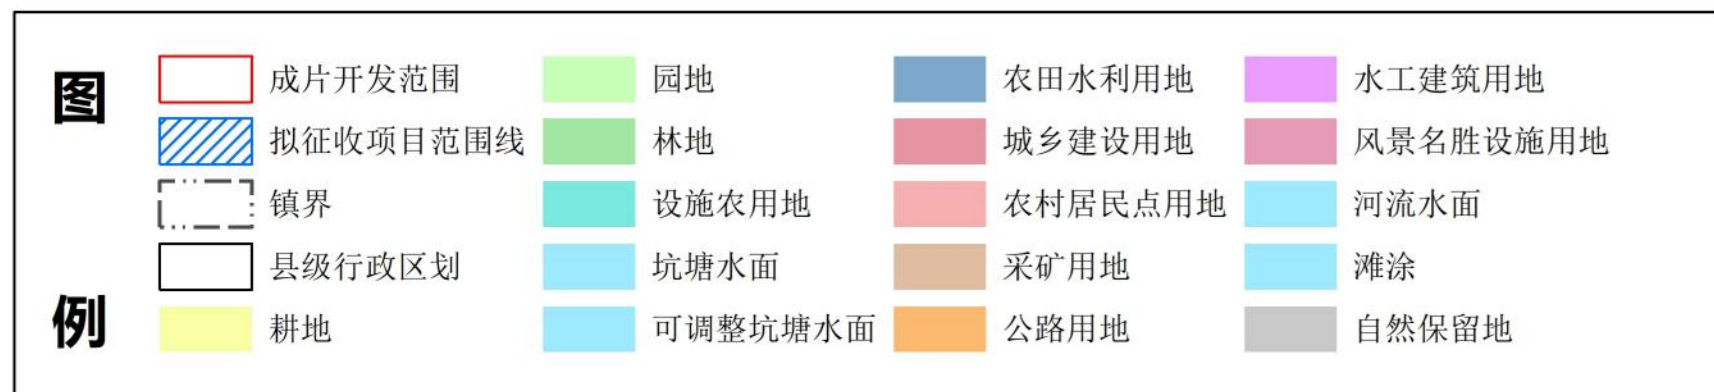 图例
成片开发范围
拟征收项目范围线
镇界
县级行政区划
耕地
园地
林地
设施农用地
坑塘水面
可调整坑塘水面
农田水利用地
城乡建设用地
农村居民点用地
采矿用地
公路用地
水工建筑用地
风景名胜设施用地
河流水面
滩涂
自然保留地